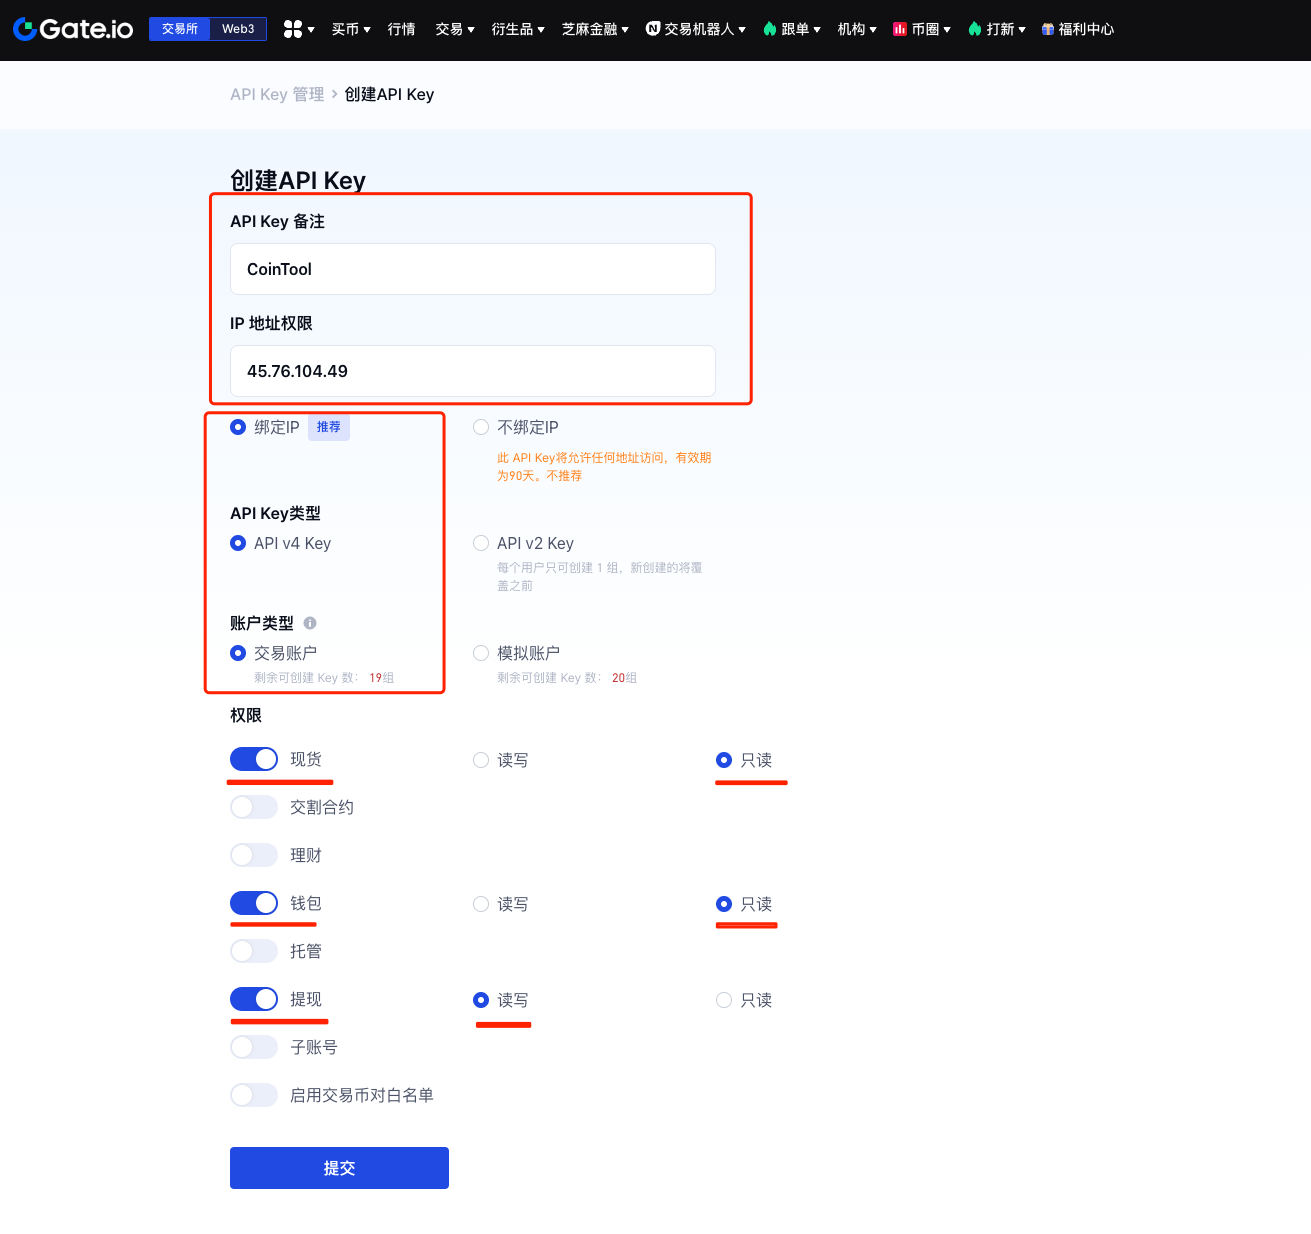 Gate.io 交易所 Web3 买币 行情 交易 衍生品 芝麻金融 交易机器人 跟单 机构 币圈 打新 福利中心
API Key 管理 > 创建API Key
创建API Key
API Key 备注
CoinTool
IP 地址权限
45.76.104.49
绑定IP 推荐 不绑定IP
此 API Key将允许任何地址访问，有效期
为90天。不推荐
API Key类型
API v4 Key API v2 Key
每个用户只可创建 1 组，新创建的将覆
盖之前
账户类型
交易账户 模拟账户
剩余可创建 Key 数： 19组 剩余可创建 Key 数： 20组
权限
现货 读写 只读
交割合约
理财
钱包 读写 只读
托管
提现 读写 只读
子账号
启用交易币对白名单
提交